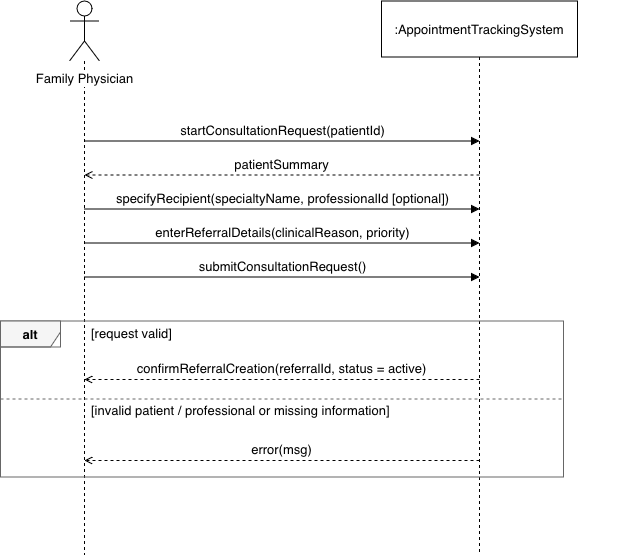 :AppointmentTrackingSystem
Family Physician
startConsultationRequest(patientId)
patientSummary
specifyRecipient(specialtyName, professionalId [optional])
enterReferralDetails(clinicalReason, priority)
submitConsultationRequest()
alt
[request valid]
confirmReferralCreation(referralId, status = active)
[invalid patient / professional or missing information]
error(msg)